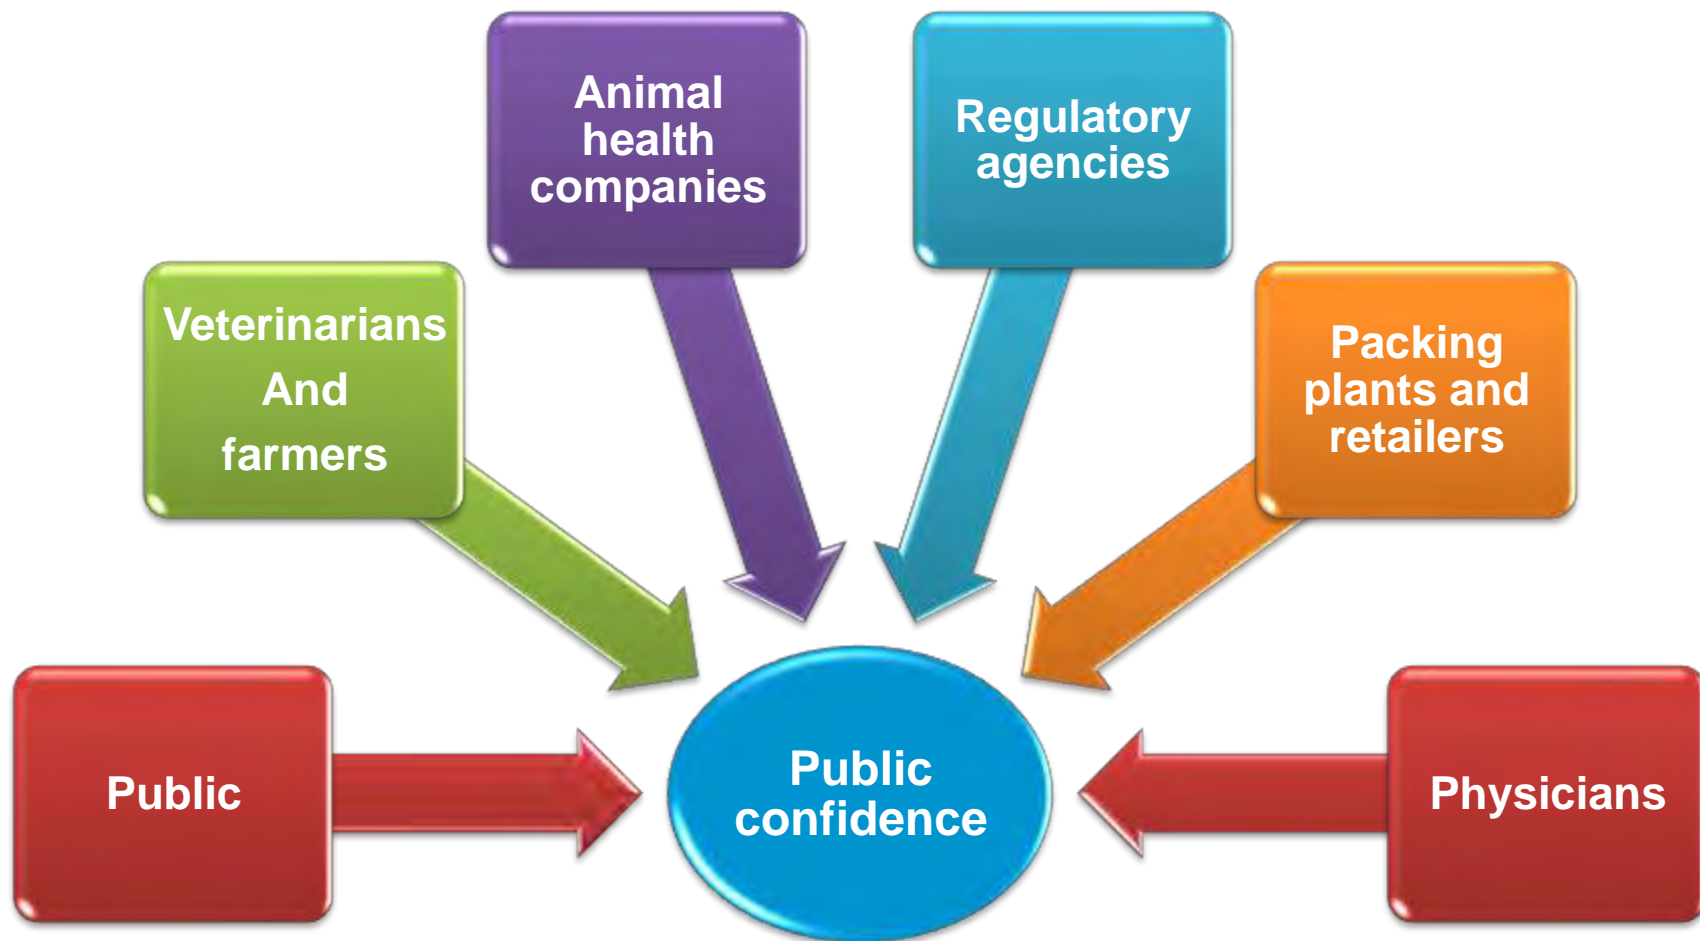 Animal
health
companies
Regulatory
agencies
Veterinarians
And
farmers
Packing
plants and
retailers
Public
Public
confidence
Physicians